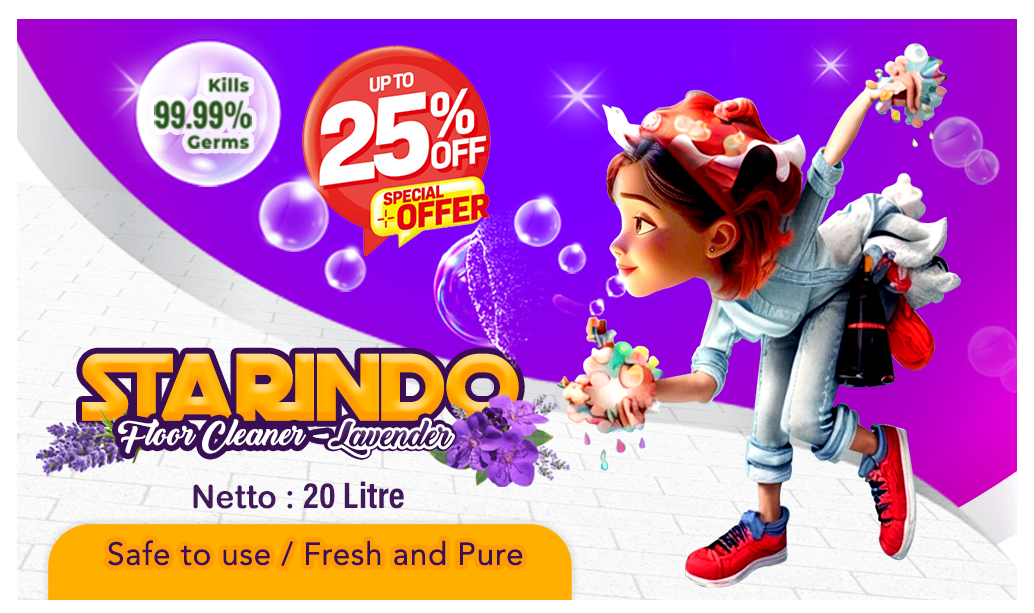 Kills
99.99%
Germs
UP TO
25%
OFF
SPECIAL
OFFER
STARINDO
Floor Cleaner - Lavender
Netto : 20 Litre
Safe to use / Fresh and Pure